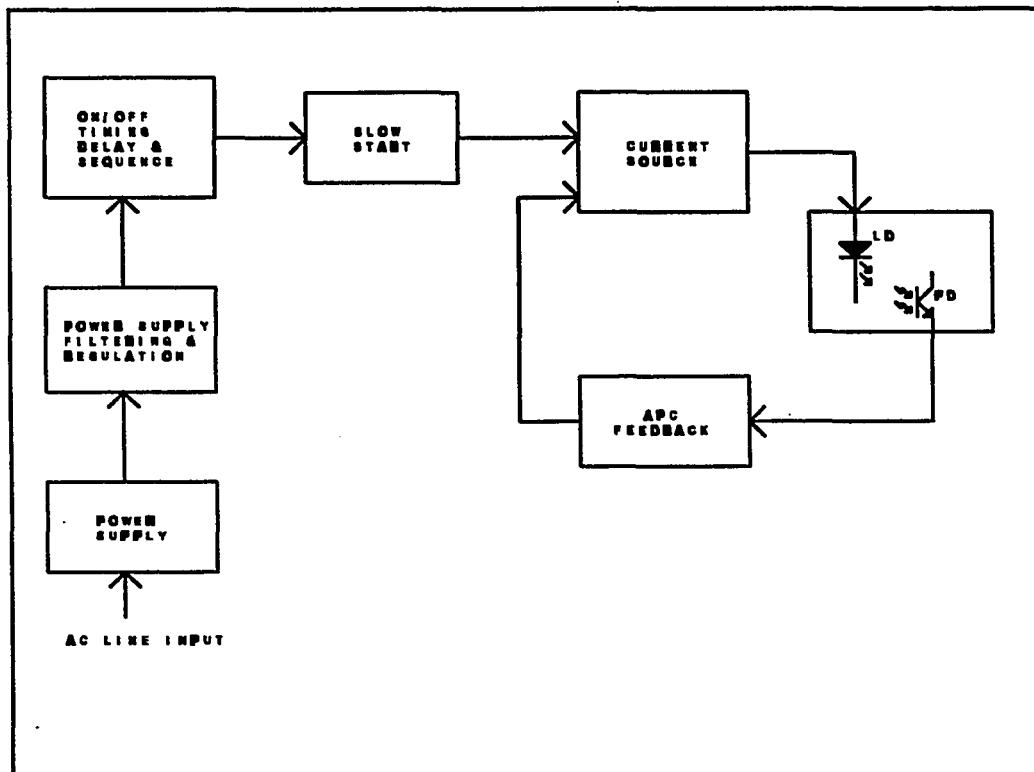 ON/OFF
TIMING
DELAY &
SEQUENCE
SLOW
START
CURRENT
SOURCE
LD
PD
POWER SUPPLY
FILTERING &
REGULATION
APC
FEEDBACK
POWER
SUPPLY
AC LINE INPUT